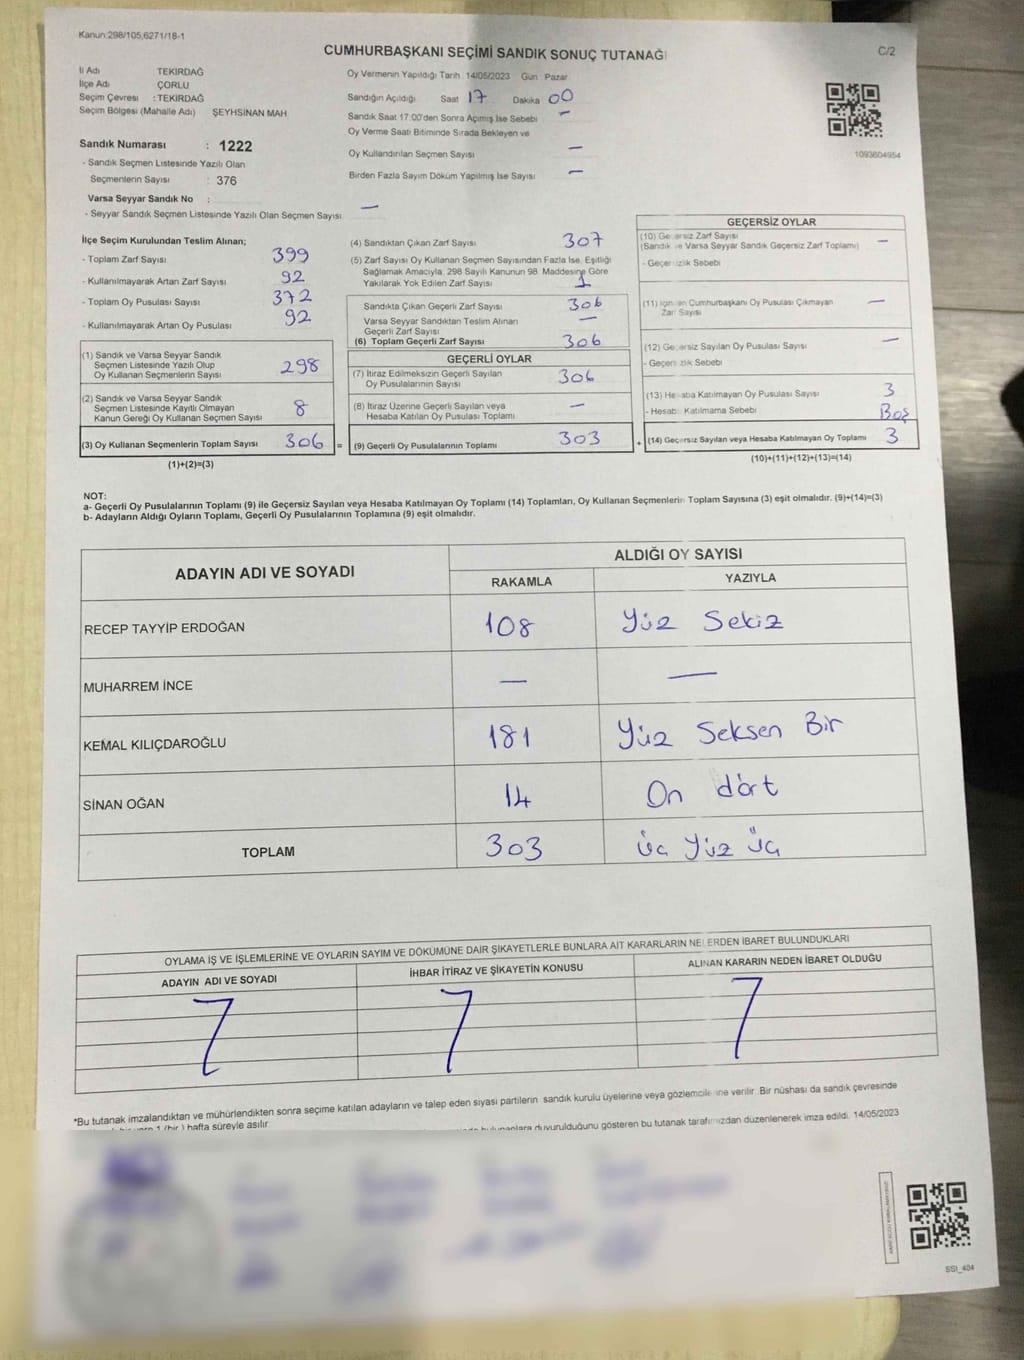 Kanun:298/105,6271/18-1
CUMHURBAŞKANI SEÇİMİ SANDIK SONUÇ TUTANAĞI
C/2
İl Adı TEKİRDAĞ
İlçe Adı ÇORLU
Seçim Çevresi : TEKİRDAĞ
Seçim Bölgesi (Mahalle Adı) ŞEYHSİNAN MAH
Sandık Numarası : 1222
- Sandık Seçmen Listesinde Yazılı Olan
Seçmenlerin Sayısı : 376
Varsa Seyyar Sandık No :
- Seyyar Sandık Seçmen Listesinde Yazılı Olan Seçmen Sayısı —
Oy Vermenin Yapıldığı Tarih 14/05/2023 Gün Pazar
Sandığın Açıldığı Saat 17 Dakika 00
Sandık Saat 17:00'den Sonra Açımış İse Sebebi —
Oy Verme Saati Bitiminde Sırada Bekleyen ve
Oy Kullandırılan Seçmen Sayısı —
Birden Fazla Sayım Döküm Yapılmış İse Sayısı —
1093604954
İlçe Seçim Kurulundan Teslim Alınan;
- Toplam Zarf Sayısı 399
- Kullanılmayarak Artan Zarf Sayısı 92
- Toplam Oy Pusulası Sayısı 372
- Kullanılmayarak Artan Oy Pusulası 92
(1) Sandık ve Varsa Seyyar Sandık
Seçmen Listesinde Yazılı Olup
Oy Kullanan Seçmenlerin Sayısı 298
(2) Sandık ve Varsa Seyyar Sandık
Seçmen Listesinde Kayıtlı Olmayan
Kanun Gereği Oy Kullanan Seçmen Sayısı 8
(3) Oy Kullanan Seçmenlerin Toplam Sayısı 306 =
(1)+(2)=(3)
(4) Sandıktan Çıkan Zarf Sayısı 307
(5) Zarf Sayısı Oy Kullanan Seçmen Sayısından Fazla İse, Eşitliği
Sağlamak Amacıyla, 298 Sayılı Kanunun 98. Maddesine Göre
Yakılarak Yok Edilen Zarf Sayısı 1
Sandıkta Çıkan Geçerli Zarf Sayısı 306
Varsa Seyyar Sandıktan Teslim Alınan
Geçerli Zarf Sayısı —
(6) Toplam Geçerli Zarf Sayısı 306
GEÇERLİ OYLAR
(7) İtiraz Edilmeksizin Geçerli Sayılan
Oy Pusulalarının Sayısı 306
(8) İtiraz Üzerine Geçerli Sayılan veya
Hesaba Katılan Oy Pusulası Toplamı —
(9) Geçerli Oy Pusulalarının Toplamı 303 +
GEÇERSİZ OYLAR
(10) Geçersiz Zarf Sayısı
(Sandık ve Varsa Seyyar Sandık Geçersiz Zarf Toplamı) —
- Geçersizlik Sebebi
(11) İçinden Cumhurbaşkanı Oy Pusulası Çıkmayan
Zarf Sayısı —
(12) Geçersiz Sayılan Oy Pusulası Sayısı —
- Geçersizlik Sebebi
(13) Hesaba Katılmayan Oy Pusulası Sayısı 3
- Hesaba Katılmama Sebebi Boş
(14) Geçersiz Sayılan veya Hesaba Katılmayan Oy Toplamı 3
(10)+(11)+(12)+(13)=(14)
NOT:
a- Geçerli Oy Pusulalarının Toplamı (9) ile Geçersiz Sayılan veya Hesaba Katılmayan Oy Toplamı (14) Toplamları, Oy Kullanan Seçmenlerin Toplam Sayısına (3) eşit olmalıdır. (9)+(14)=(3)
b- Adayların Aldığı Oyların Toplamı, Geçerli Oy Pusulalarının Toplamına (9) eşit olmalıdır.
ADAYIN ADI VE SOYADI ALDIĞI OY SAYISI
RAKAMLA YAZIYLA
RECEP TAYYİP ERDOĞAN 108 Yüz Sekiz
MUHARREM İNCE — —
KEMAL KILIÇDAROĞLU 181 Yüz Seksen Bir
SİNAN OĞAN 14 On dört
TOPLAM 303 Üç Yüz Üç
OYLAMA İŞ VE İŞLEMLERİNE VE OYLARIN SAYIM VE DÖKÜMÜNE DAİR ŞİKAYETLERLE BUNLARA AİT KARARLARIN NELERDEN İBARET BULUNDUKLARI
ADAYIN ADI VE SOYADI İHBAR İTİRAZ VE ŞİKAYETİN KONUSU ALINAN KARARIN NEDEN İBARET OLDUĞU
*Bu tutanak imzalandıktan ve mühürlendikten sonra seçime katılan adayların ve talep eden siyasi partilerin sandık kurulu üyelerine veya gözlemcilerine verilir. Bir nüshası da sandık çevresinde
1 (bir) hafta süreyle asılır.
duyurulduğunu gösteren bu tutanak tarafımızdan düzenlenerek imza edildi. 14/05/2023
SSI_404